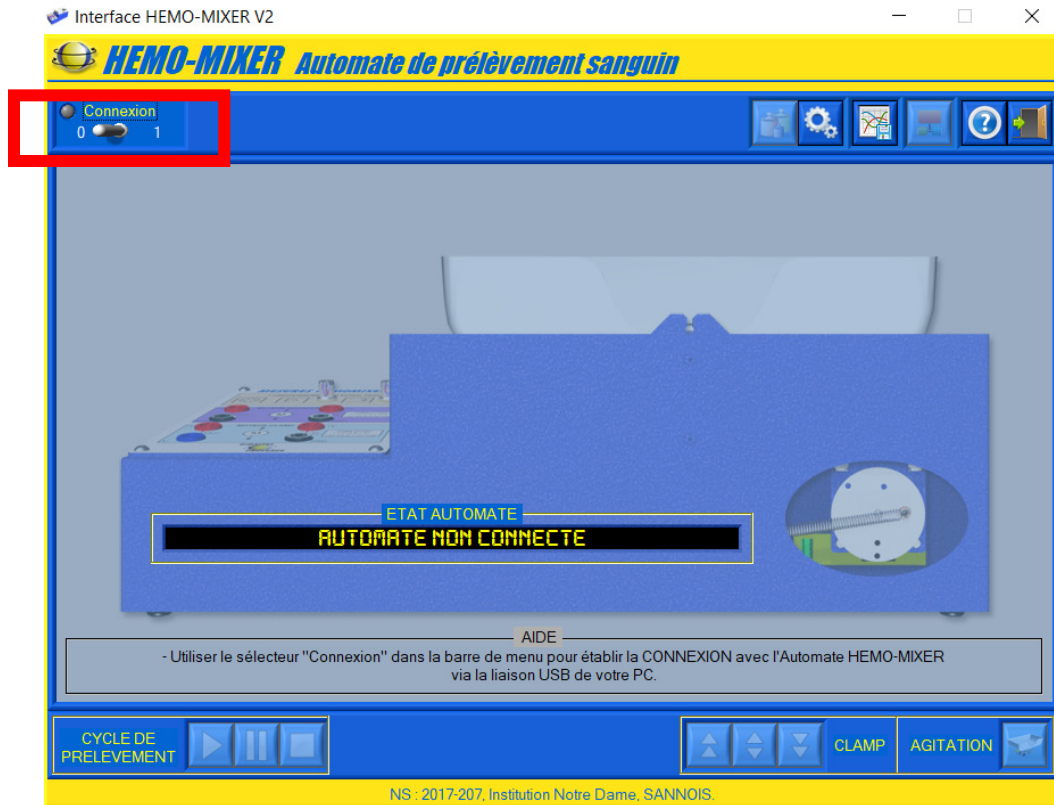 Interface HEMO-MIXER V2
HEMO-MIXER Automate de prélèvement sanguin
Connexion
0 1
ETAT AUTOMATE
AUTOMATE NON CONNECTE
AIDE
- Utiliser le sélecteur "Connexion" dans la barre de menu pour établir la CONNEXION avec l'Automate HEMO-MIXER
via la liaison USB de votre PC.
CYCLE DE
PRELEVEMENT
CLAMP
AGITATION
NS : 2017-207, Institution Notre Dame, SANNOIS.